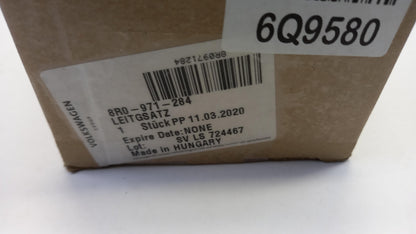 6Q9580
8R0971284
VOLKSWAGEN
8R0-971-284
LEITGSATZ
1 Stück PP 11.03.2020
Expire Date:NONE
Lot: SV LS 724467
Made in HUNGARY